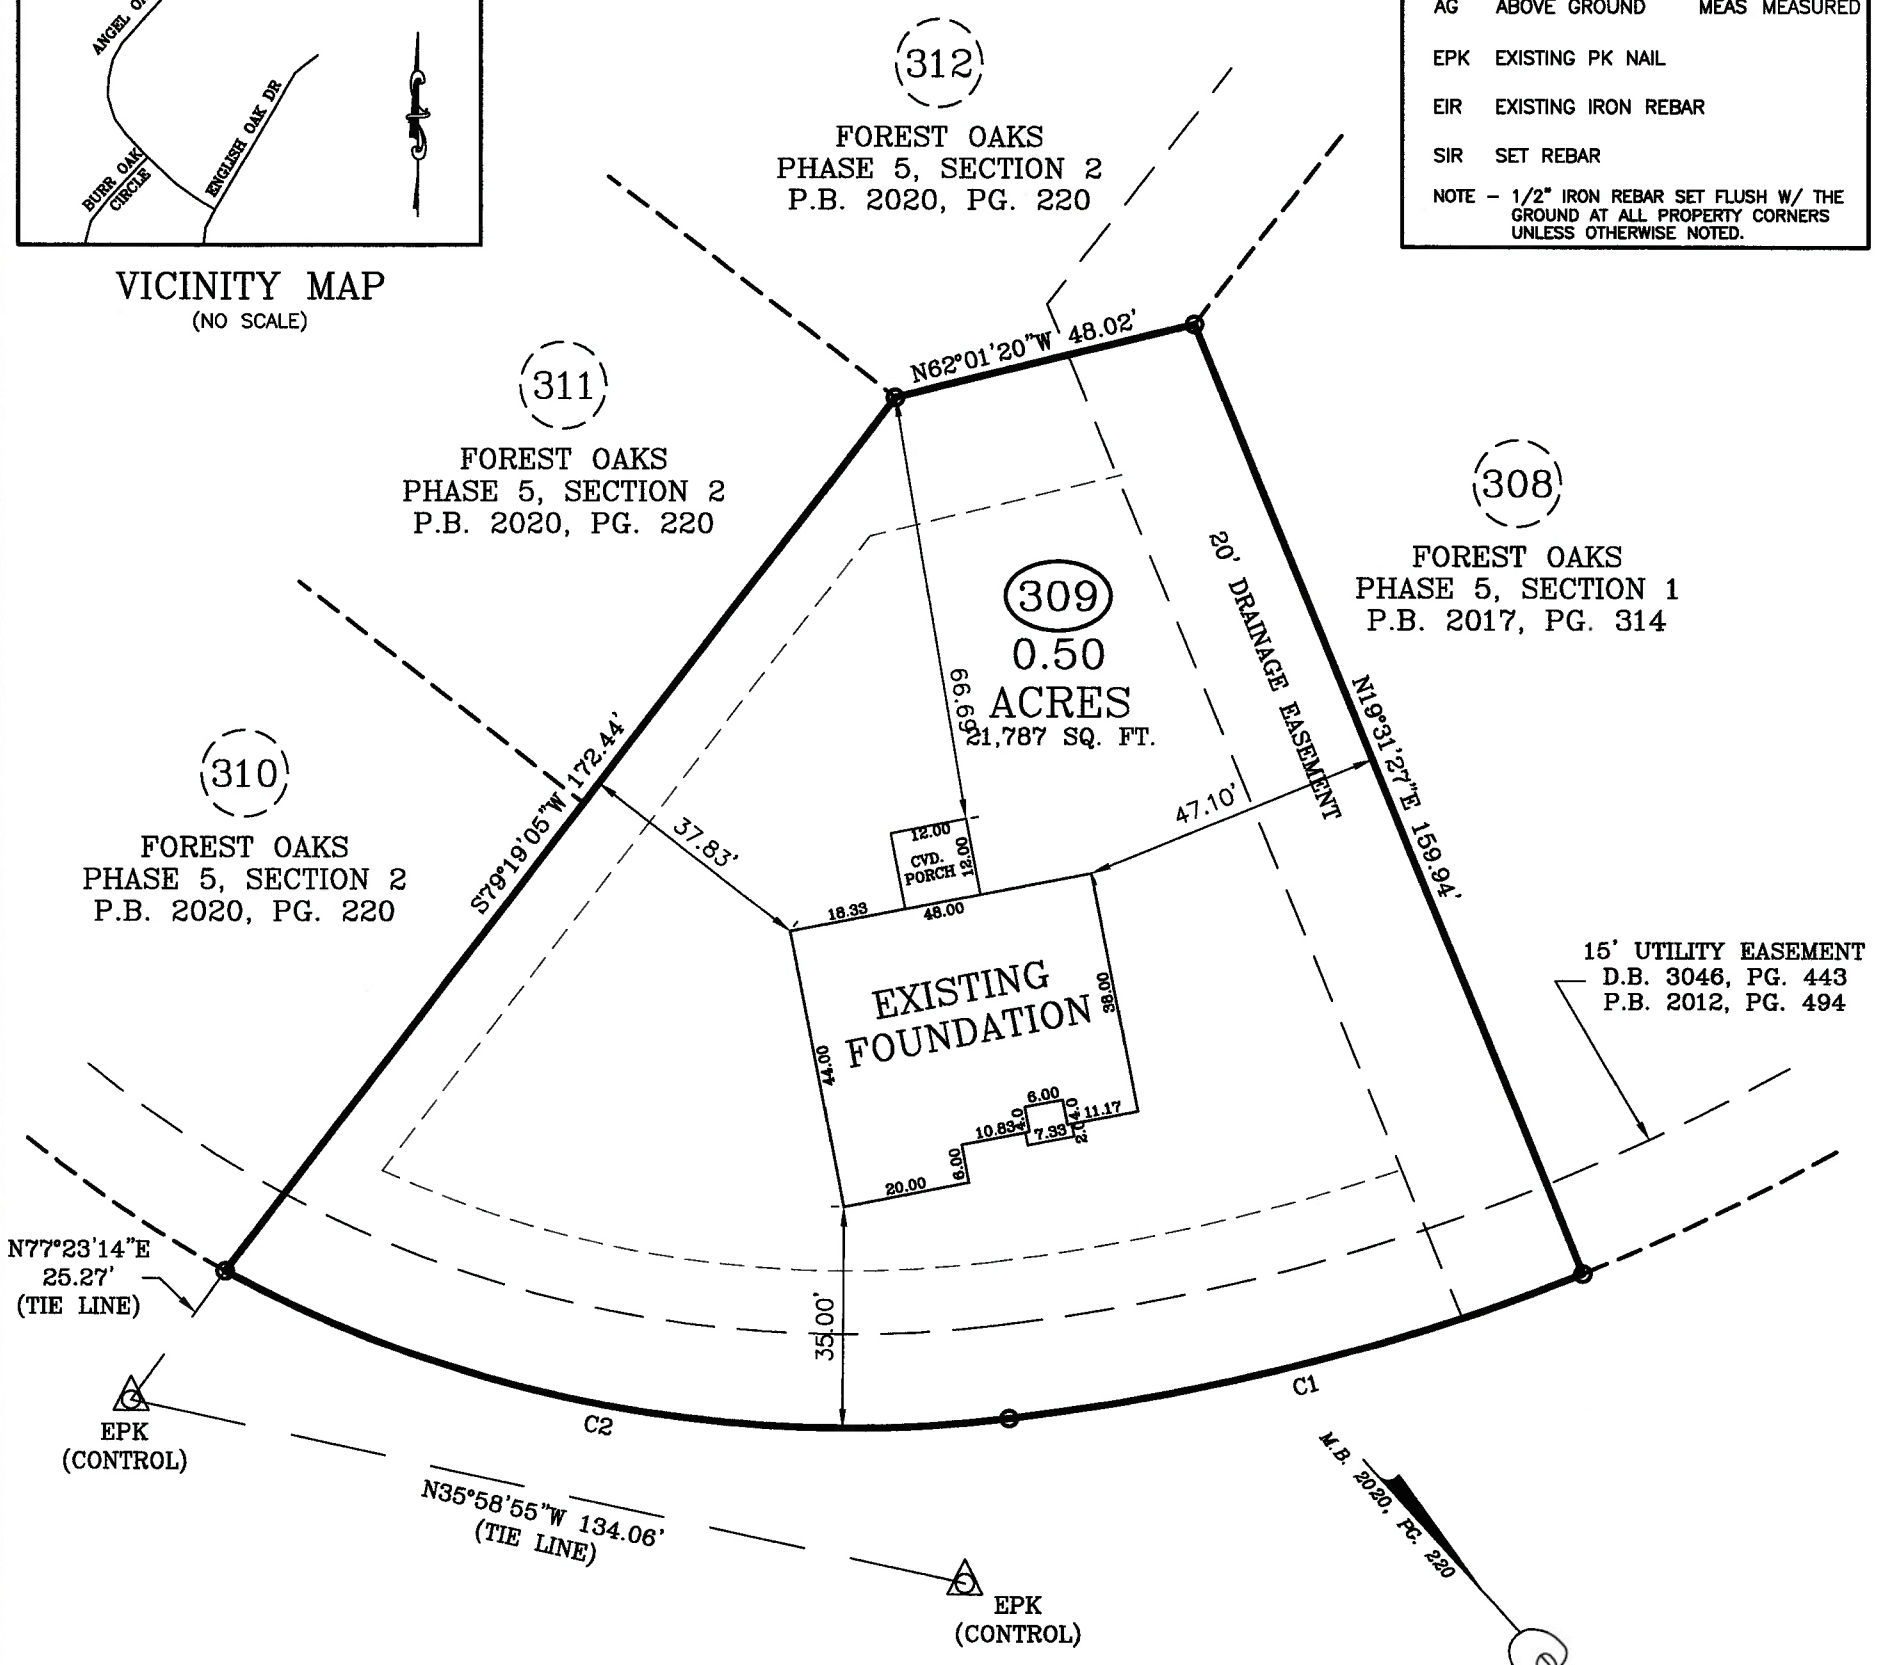 ANGEL
BURR OAK
CIRCLE
ENGLISH OAK DR
VICINITY MAP
(NO SCALE)
312
FOREST OAKS
PHASE 5, SECTION 2
P.B. 2020, PG. 220
AG ABOVE GROUND MEAS MEASURED
EPK EXISTING PK NAIL
EIR EXISTING IRON REBAR
SIR SET REBAR
NOTE – 1/2" IRON REBAR SET FLUSH W/ THE
GROUND AT ALL PROPERTY CORNERS
UNLESS OTHERWISE NOTED.
N62°01'20"W 48.02'
311
FOREST OAKS
PHASE 5, SECTION 2
P.B. 2020, PG. 220
308
FOREST OAKS
PHASE 5, SECTION 1
P.B. 2017, PG. 314
309
0.50
ACRES
21,787 SQ. FT.
66.69'
20' DRAINAGE EASEMENT
N19°31'27"E 159.94'
S79°19'05"W 172.44'
310
FOREST OAKS
PHASE 5, SECTION 2
P.B. 2020, PG. 220
37.83'
47.10'
12.00
CVD.
PORCH
12.00
18.33
48.00
EXISTING
FOUNDATION
38.00
44.00
6.00
4.0
4.0
11.17
10.83
7.33
2.0
6.00
20.00
15' UTILITY EASEMENT
D.B. 3046, PG. 443
P.B. 2012, PG. 494
N77°23'14"E
25.27'
(TIE LINE)
35.00'
C1
C2
EPK
(CONTROL)
N35°58'55"W 134.06'
(TIE LINE)
EPK
(CONTROL)
M.B. 2020, PG. 220